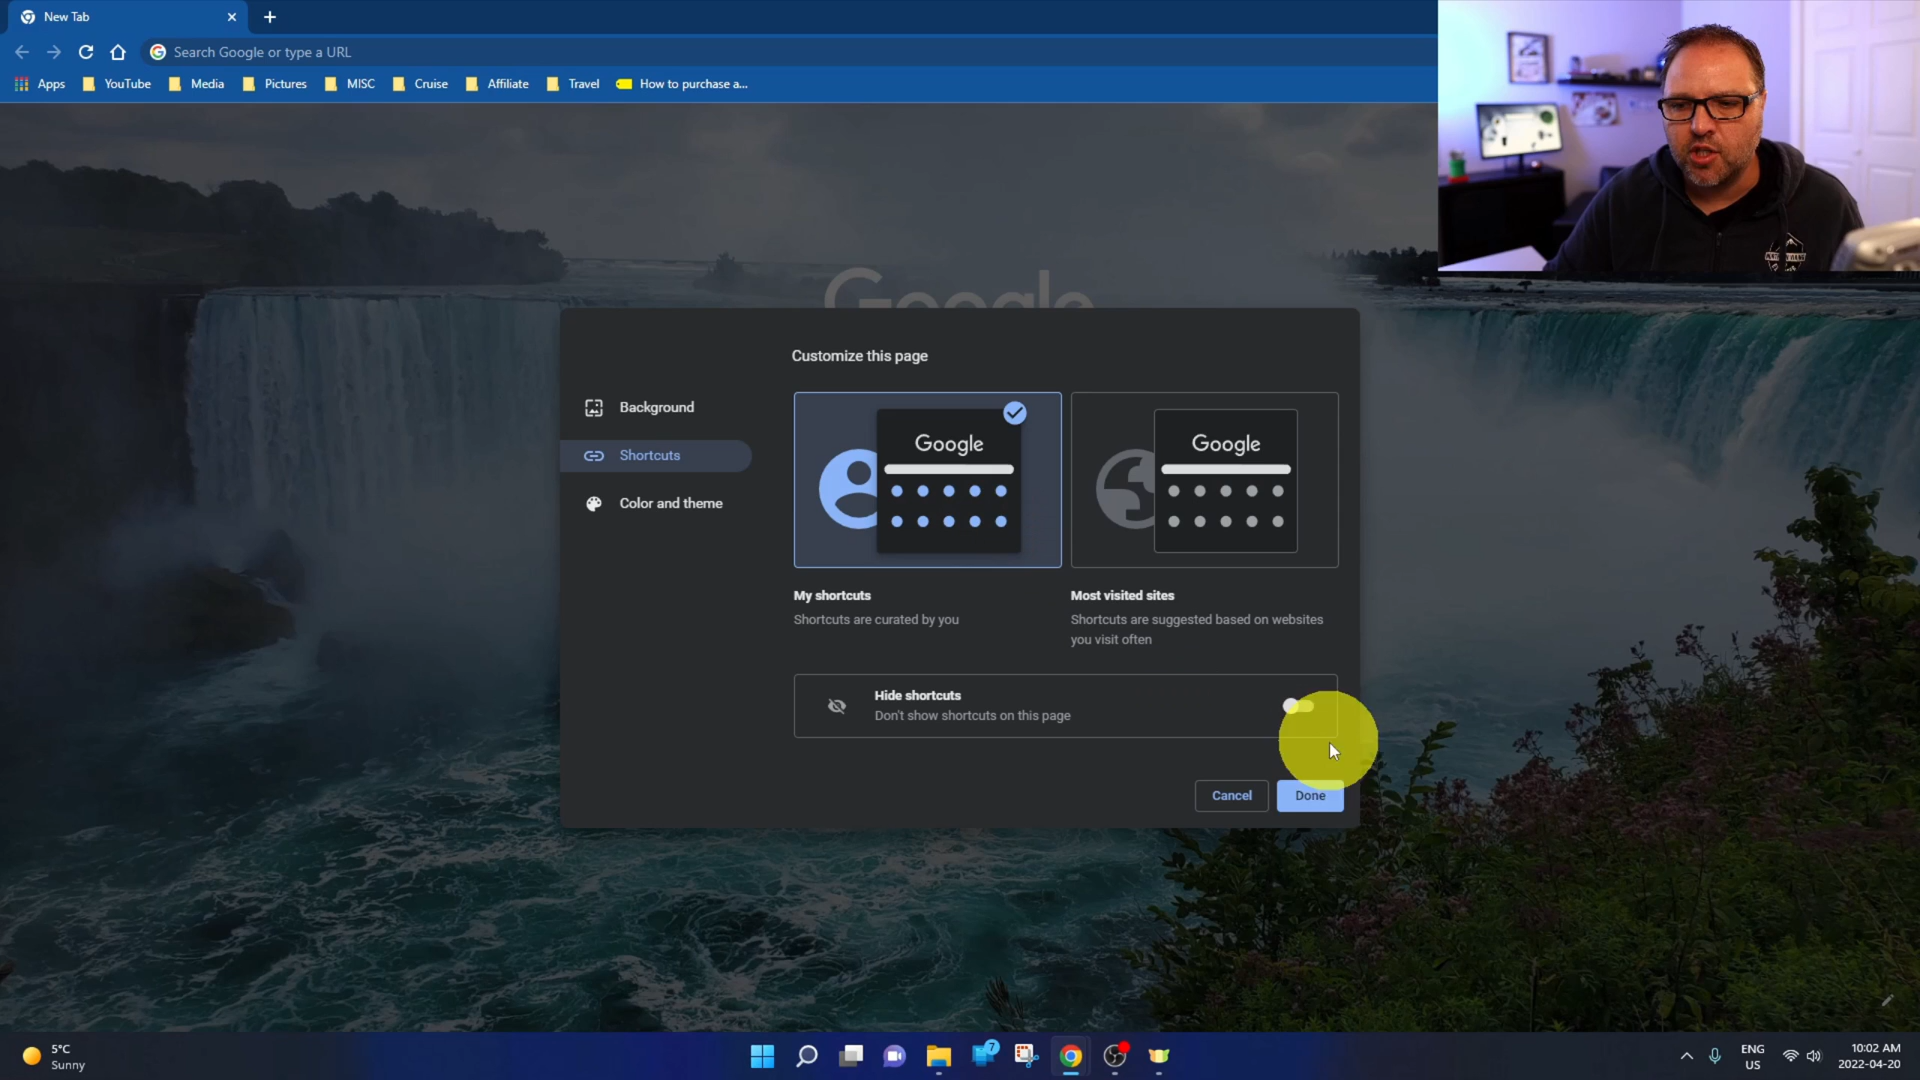 New Tab
Search Google or type a URL
Apps
YouTube
Media
Pictures
MISC
Cruise
Affiliate
Travel
How to purchase a...
Google
Customize this page
Background
Shortcuts
Color and theme
Google
Google
My shortcuts
Shortcuts are curated by you
Most visited sites
Shortcuts are suggested based on websites
you visit often
Hide shortcuts
Don't show shortcuts on this page
Cancel
Done
5°C
Sunny
7
ENG
US
10:02 AM
2022-04-20